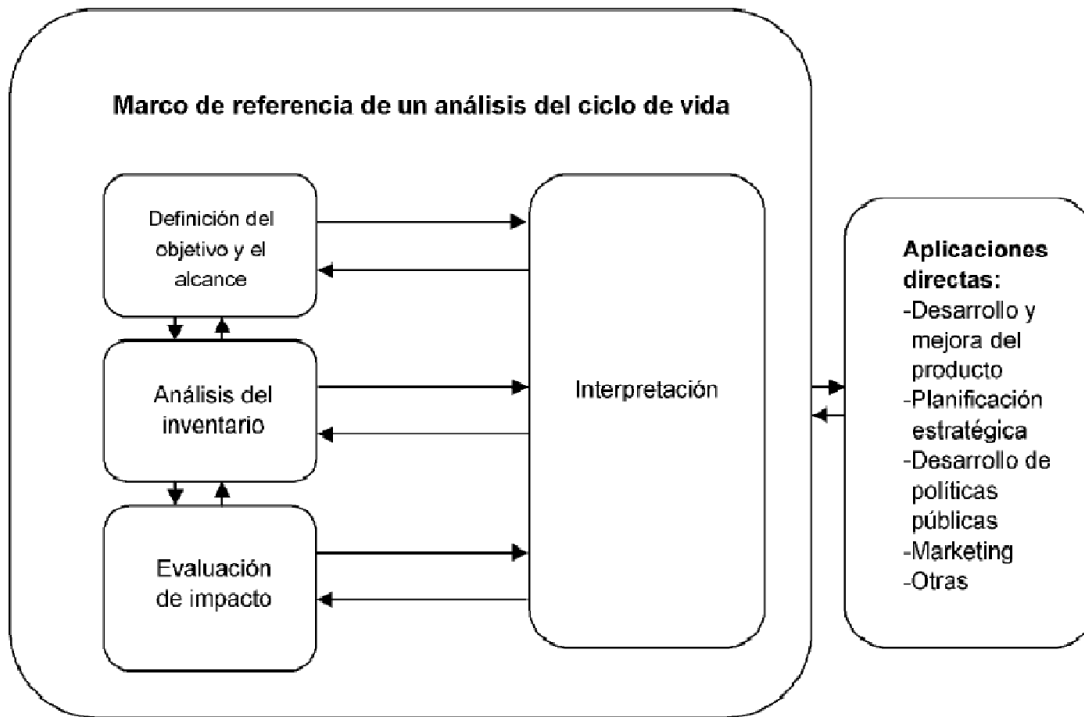 Marco de referencia de un análisis del ciclo de vida
Definición del
objetivo y el
alcance
Análisis del
inventario
Evaluación
de impacto
Interpretación
Aplicaciones
directas:
-Desarrollo y
mejora del
producto
-Planificación
estratégica
-Desarrollo de
políticas
públicas
-Marketing
-Otras